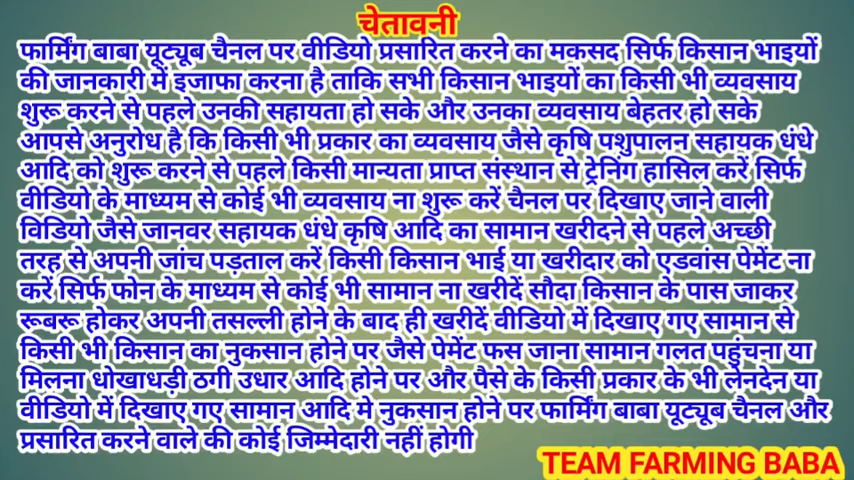 चेतावनी
फार्मिंग बाबा यूट्यूब चैनल पर वीडियो प्रसारित करने का मकसद सिर्फ किसान भाइयों
की जानकारी में इजाफा करना है ताकि सभी किसान भाइयों का किसी भी व्यवसाय
शुरू करने से पहले उनकी सहायता हो सके और उनका व्यवसाय बेहतर हो सके
आपसे अनुरोध है कि किसी भी प्रकार का व्यवसाय जैसे कृषि पशुपालन सहायक धंधे
आदि को शुरू करने से पहले किसी मान्यता प्राप्त संस्थान से ट्रेनिंग हासिल करें सिर्फ
वीडियो के माध्यम से कोई भी व्यवसाय ना शुरू करें चैनल पर दिखाए जाने वाली
विडियो जैसे जानवर सहायक धंधे कृषि आदि का सामान खरीदने से पहले अच्छी
तरह से अपनी जांच पड़ताल करें किसी किसान भाई या खरीदार को एडवांस पेमेंट ना
करें सिर्फ फोन के माध्यम से कोई भी सामान ना खरीदें सौदा किसान के पास जाकर
रूबरू होकर अपनी तसल्ली होने के बाद ही खरीदें वीडियो में दिखाए गए सामान से
किसी भी किसान का नुकसान होने पर जैसे पेमेंट फस जाना सामान गलत पहुंचना या
मिलना धोखाधड़ी ठगी उधार आदि होने पर और पैसे के किसी प्रकार के भी लेनदेन या
वीडियो में दिखाए गए सामान आदि मे नुकसान होने पर फार्मिंग बाबा यूट्यूब चैनल और
प्रसारित करने वाले की कोई जिम्मेदारी नहीं होगी
TEAM FARMING BABA